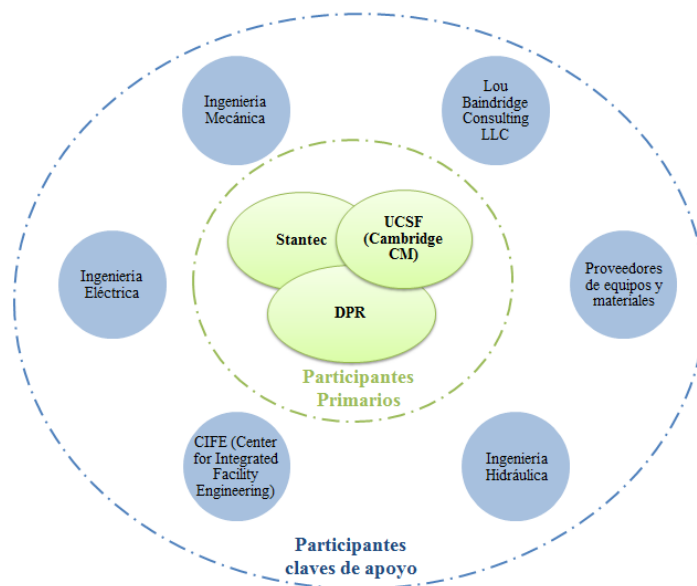 Ingenieria
Mecánica
Lou
Baindridge
Consulting
LLC
Stantec
UCSF
(Cambridge
CM)
Ingenieria
Eléctrica
Proveedores
de equipos y
materiales
DPR
Participantes
Primarios
CIFE (Center
for Integrated
Facility
Engineering)
Ingenieria
Hidráulica
Participantes
claves de apoyo